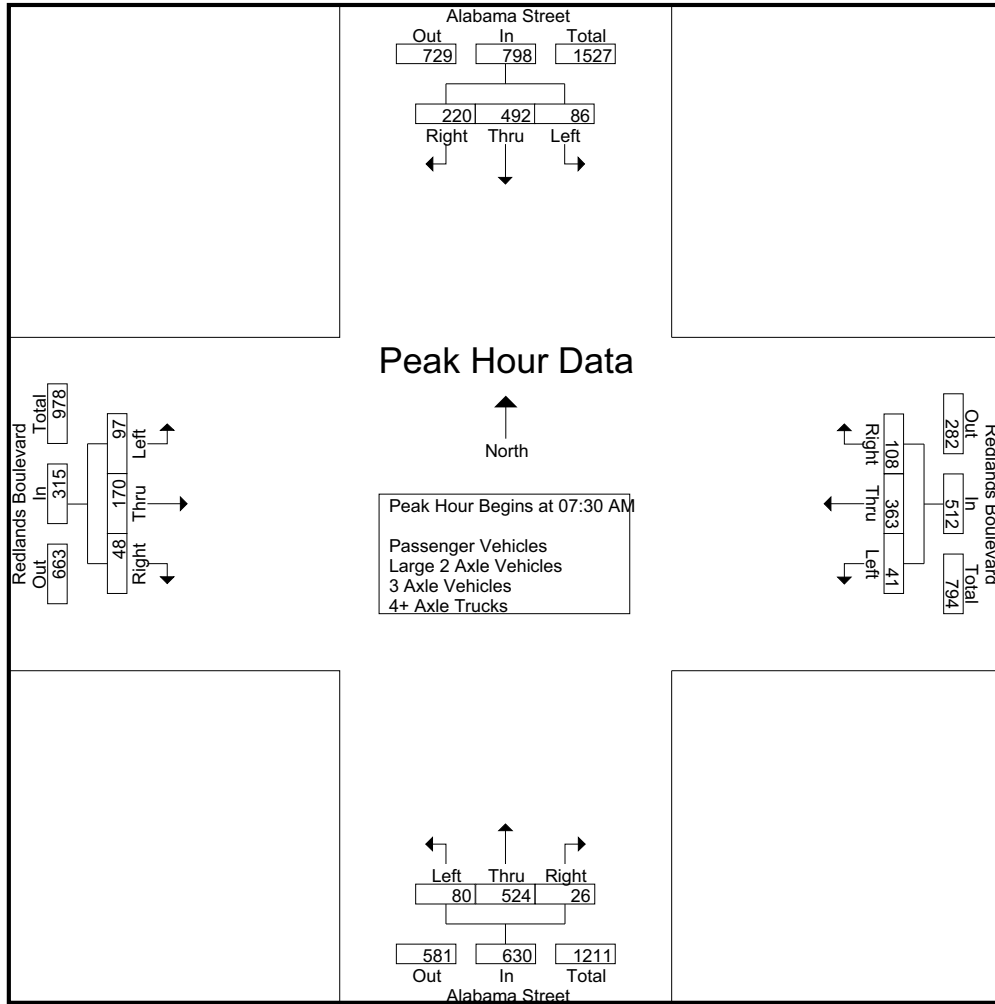 Alabama Street
Out In Total
729 798 1527
220 492 86
Right Thru Left
Peak Hour Data
North
Peak Hour Begins at 07:30 AM
Passenger Vehicles
Large 2 Axle Vehicles
3 Axle Vehicles
4+ Axle Trucks
Redlands Boulevard
Out In Total
663 315 978
Left Thru Right
97 170 48
Redlands Boulevard
Out In Total
282 512 794
Right Thru Left
108 363 41
Left Thru Right
80 524 26
581 630 1211
Out In Total
Alabama Street